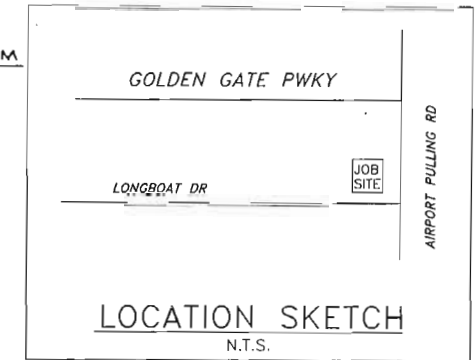 M
GOLDEN GATE PWKY
AIRPORT PULLING RD
JOB
SITE
LONGBOAT DR
LOCATION SKETCH
N.T.S.